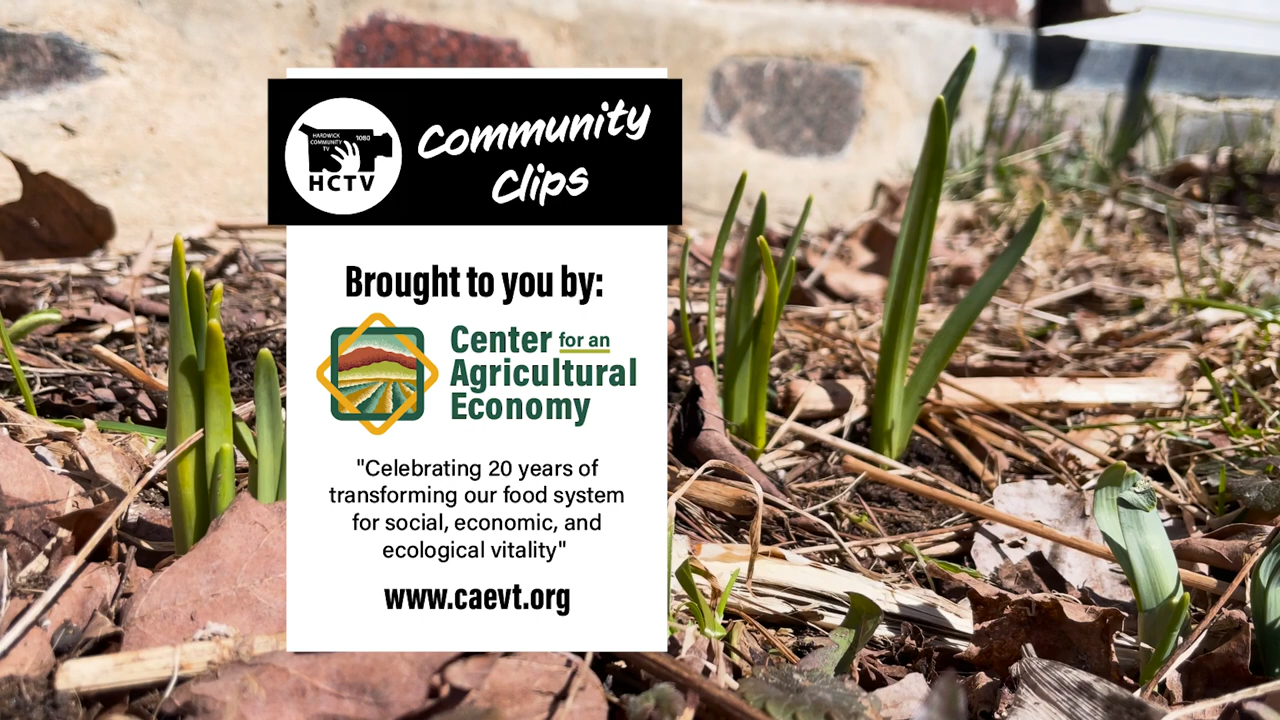 HARDWICK
COMMUNITY
TV
1080
HCTV
Community
Clips
Brought to you by:
Center for an
Agricultural
Economy
"Celebrating 20 years of
transforming our food system
for social, economic, and
ecological vitality"
www.caevt.org